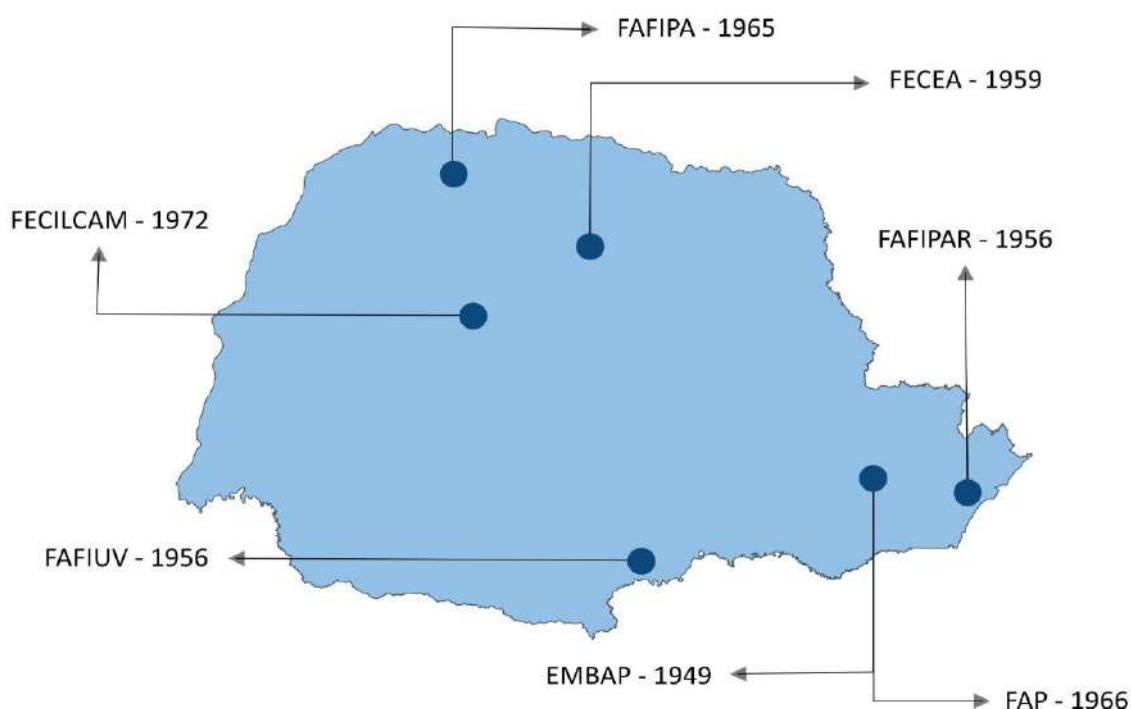 FAFIPA - 1965
FECEA - 1959
FECILCAM - 1972
FAFIPAR - 1956
FAFIUV - 1956
EMBAP - 1949
FAP - 1966